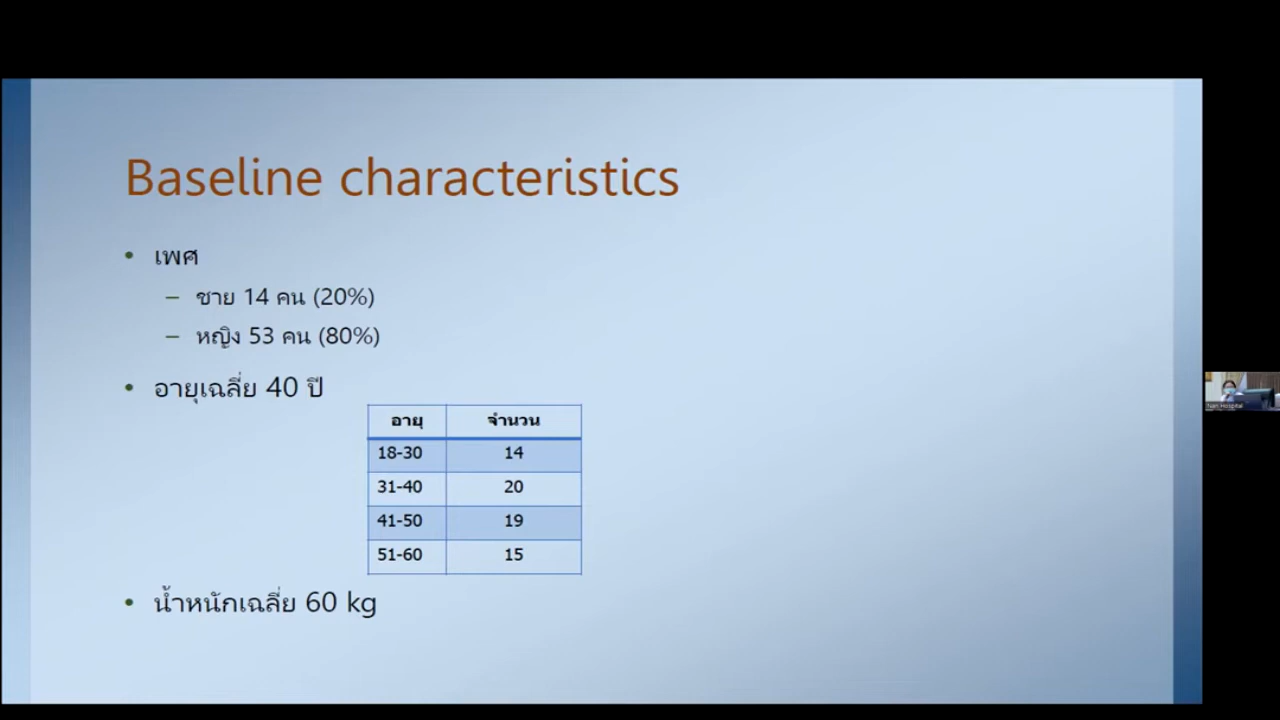 Baseline characteristics
• เพศ
– ชาย 14 คน (20%)
– หญิง 53 คน (80%)
• อายุเฉลี่ย 40 ปี
อายุ จำนวน
18-30 14
31-40 20
41-50 19
51-60 15
• น้ำหนักเฉลี่ย 60 kg
Hospital